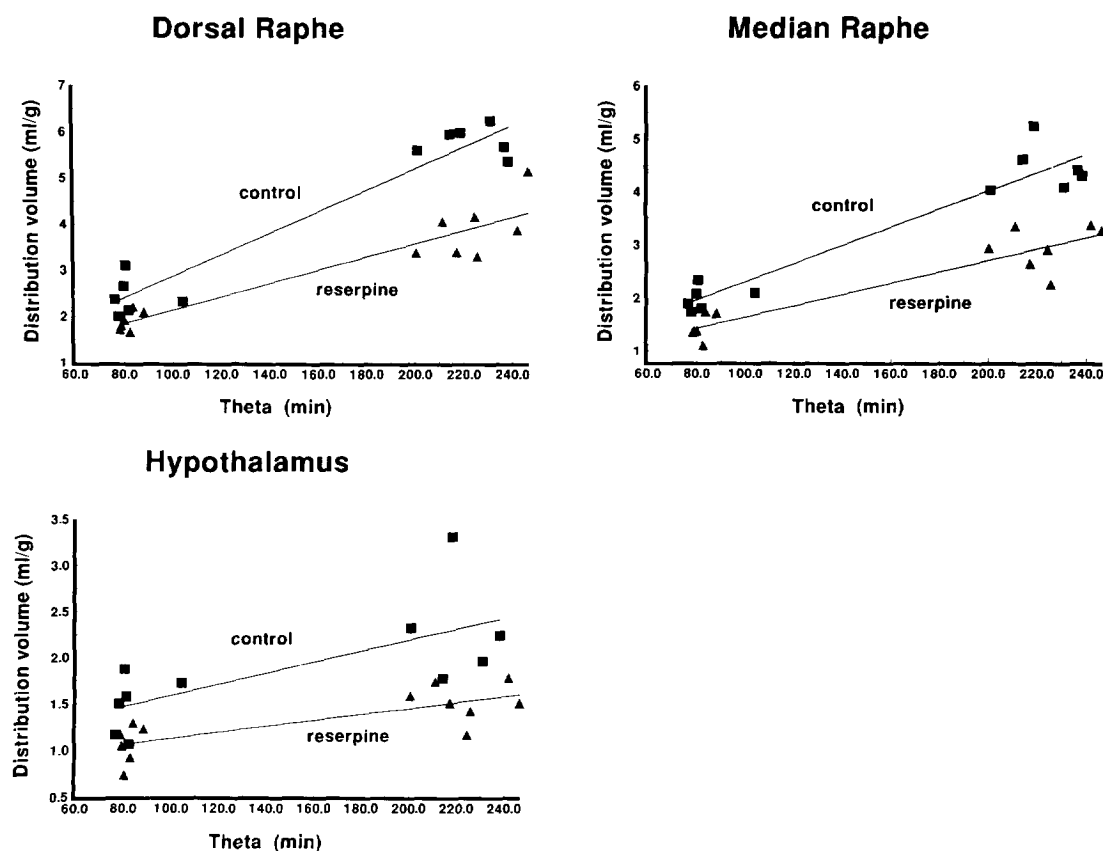 Dorsal Raphe
Distribution volume (ml/g)
7
6
5
4
3
2
1
control
reserpine
60.0 80.0 100.0 120.0 140.0 160.0 180.0 200.0 220.0 240.0
Theta (min)
Median Raphe
Distribution volume (ml/g)
6
5
4
3
2
1
control
reserpine
60.0 80.0 100.0 120.0 140.0 160.0 180.0 200.0 220.0 240.0
Theta (min)
Hypothalamus
Distribution volume (ml/g)
3.5
3.0
2.5
2.0
1.5
1.0
0.5
control
reserpine
60.0 80.0 100.0 120.0 140.0 160.0 180.0 200.0 220.0 240.0
Theta (min)